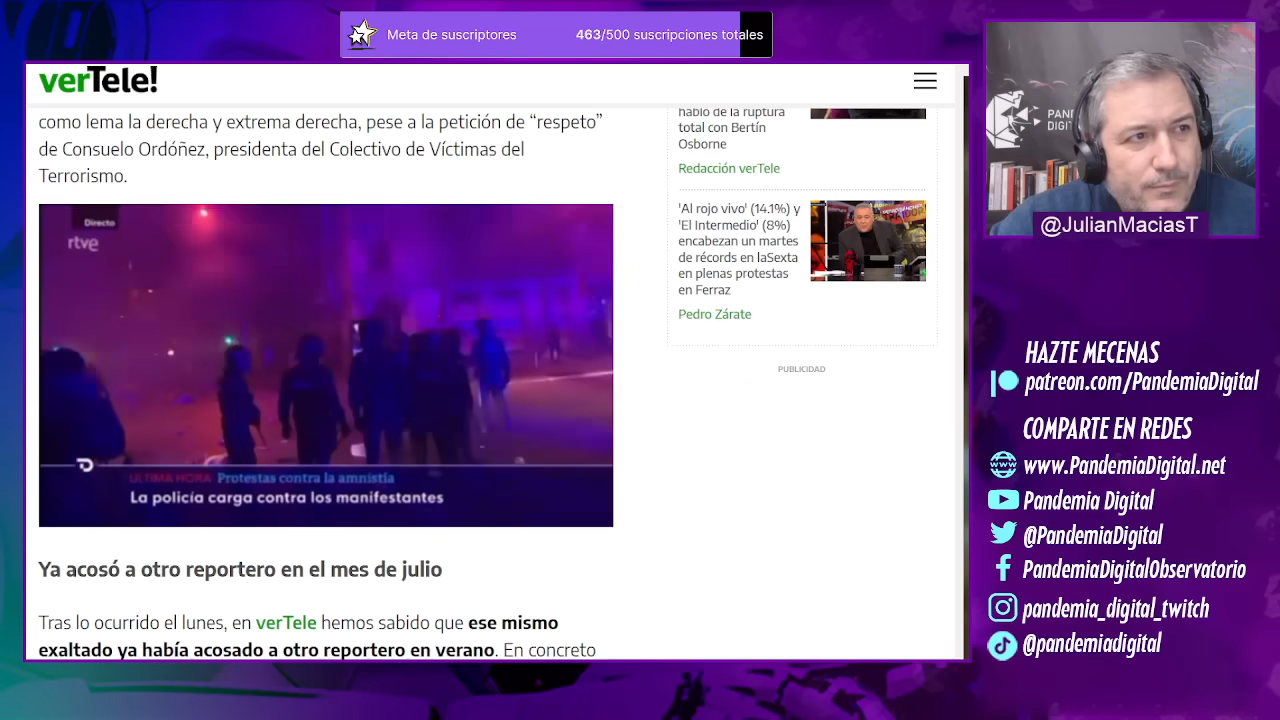 Meta de suscriptores 463/500 suscripciones totales
verTele!
como lema la derecha y extrema derecha, pese a la petición de “respeto”
de Consuelo Ordóñez, presidenta del Colectivo de Víctimas del
Terrorismo.
Directo
rtve
ÚLTIMA HORA Protestas contra la amnistía
La policía carga contra los manifestantes
Ya acosó a otro reportero en el mes de julio
Tras lo ocurrido el lunes, en verTele hemos sabido que ese mismo
exaltado ya había acosado a otro reportero en verano. En concreto
habló de la ruptura
total con Bertín
Osborne
Redacción verTele
'Al rojo vivo' (14.1%) y
'El Intermedio' (8%)
encabezan un martes
de récords en laSexta
en plenas protestas
en Ferraz
Pedro Zárate
PUBLICIDAD
PAND
DIGIT
@JulianMaciasT
HAZTE MECENAS
patreon.com/PandemiaDigital
COMPARTE EN REDES
www.PandemiaDigital.net
Pandemia Digital
@PandemiaDigital
PandemiaDigitalObservatorio
pandemia_digital_twitch
@pandemiadigital